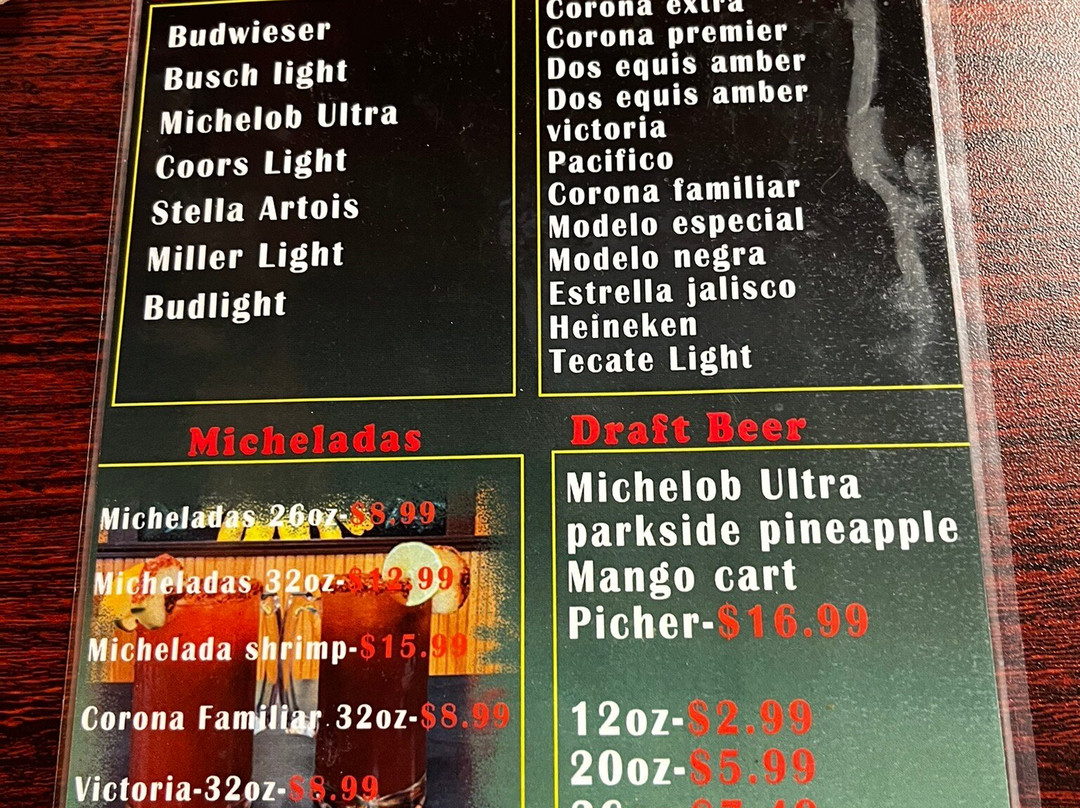 Budwieser
Busch light
Michelob Ultra
Coors Light
Stella Artois
Miller Light
Budlight
Corona extra
Corona premier
Dos equis amber
Dos equis amber
victoria
Pacifico
Corona familiar
Modelo especial
Modelo negra
Estrella jalisco
Heineken
Tecate Light
Micheladas
Micheladas 26oz-$8.99
Micheladas 32oz-$12.99
Michelada shrimp-$15.99
Corona Familiar 32oz-$8.99
Victoria-32oz-$8.99
Draft Beer
Michelob Ultra
parkside pineapple
Mango cart
Picher-$16.99
12oz-$2.99
20oz-$5.99